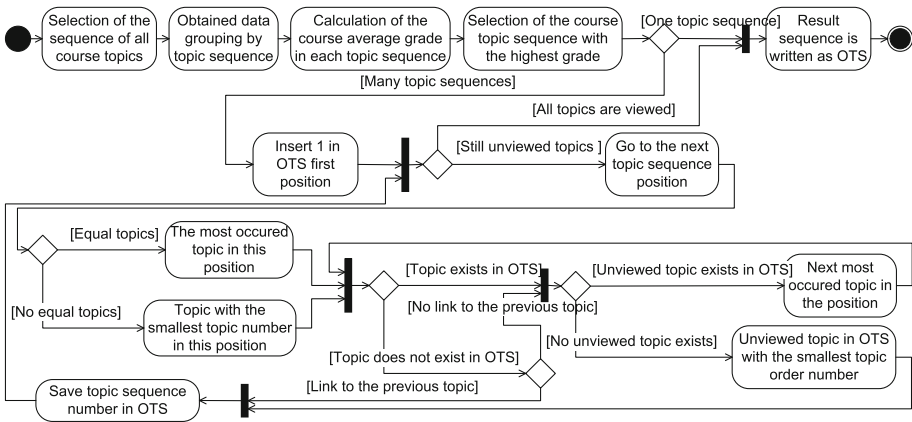 Selection of the
sequence of all
course topics
Obtained data
grouping by
topic sequence
Calculation of the
course average grade
in each topic sequence
Selection of the course
topic sequence with
the highest grade
[One topic sequence]
Result
sequence is
written as OTS
[Many topic sequences]
[All topics are viewed]
Insert 1 in
OTS first
position
[Still unviewed topics ]
Go to the next
topic sequence
position
[Equal topics]
The most occured
topic in this
position
[No equal topics]
Topic with the
smallest topic number
in this position
[Topic exists in OTS]
[No link to the previous topic]
[Unviewed topic exists in OTS]
Next most
occured topic in
the position
[No unviewed topic exists]
Unviewed topic in OTS
with the smallest topic
order number
[Topic does not exist in OTS]
[Link to the previous topic]
Save topic sequence
number in OTS